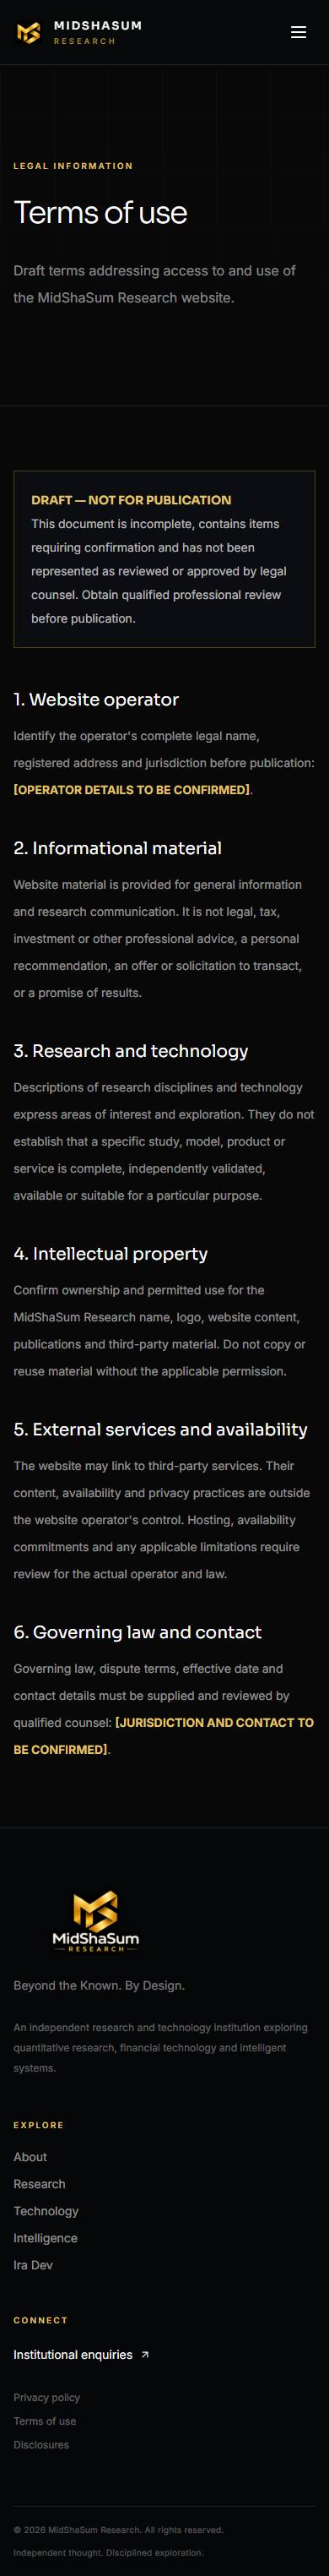 MIDSHASUM
RESEARCH
LEGAL INFORMATION
Terms of use
Draft terms addressing access to and use of
the MidShaSum Research website.
DRAFT — NOT FOR PUBLICATION
This document is incomplete, contains items
requiring confirmation and has not been
represented as reviewed or approved by legal
counsel. Obtain qualified professional review
before publication.
1. Website operator
Identify the operator's complete legal name,
registered address and jurisdiction before publication:
[OPERATOR DETAILS TO BE CONFIRMED].
2. Informational material
Website material is provided for general information
and research communication. It is not legal, tax,
investment or other professional advice, a personal
recommendation, an offer or solicitation to transact,
or a promise of results.
3. Research and technology
Descriptions of research disciplines and technology
express areas of interest and exploration. They do not
establish that a specific study, model, product or
service is complete, independently validated,
available or suitable for a particular purpose.
4. Intellectual property
Confirm ownership and permitted use for the
MidShaSum Research name, logo, website content,
publications and third-party material. Do not copy or
reuse material without the applicable permission.
5. External services and availability
The website may link to third-party services. Their
content, availability and privacy practices are outside
the website operator's control. Hosting, availability
commitments and any applicable limitations require
review for the actual operator and law.
6. Governing law and contact
Governing law, dispute terms, effective date and
contact details must be supplied and reviewed by
qualified counsel: [JURISDICTION AND CONTACT TO
BE CONFIRMED].
MidShaSum
RESEARCH
Beyond the Known. By Design.
An independent research and technology institution exploring
quantitative research, financial technology and intelligent
systems.
EXPLORE
About
Research
Technology
Intelligence
Ira Dev
CONNECT
Institutional enquiries ↗
Privacy policy
Terms of use
Disclosures
© 2026 MidShaSum Research. All rights reserved.
Independent thought. Disciplined exploration.